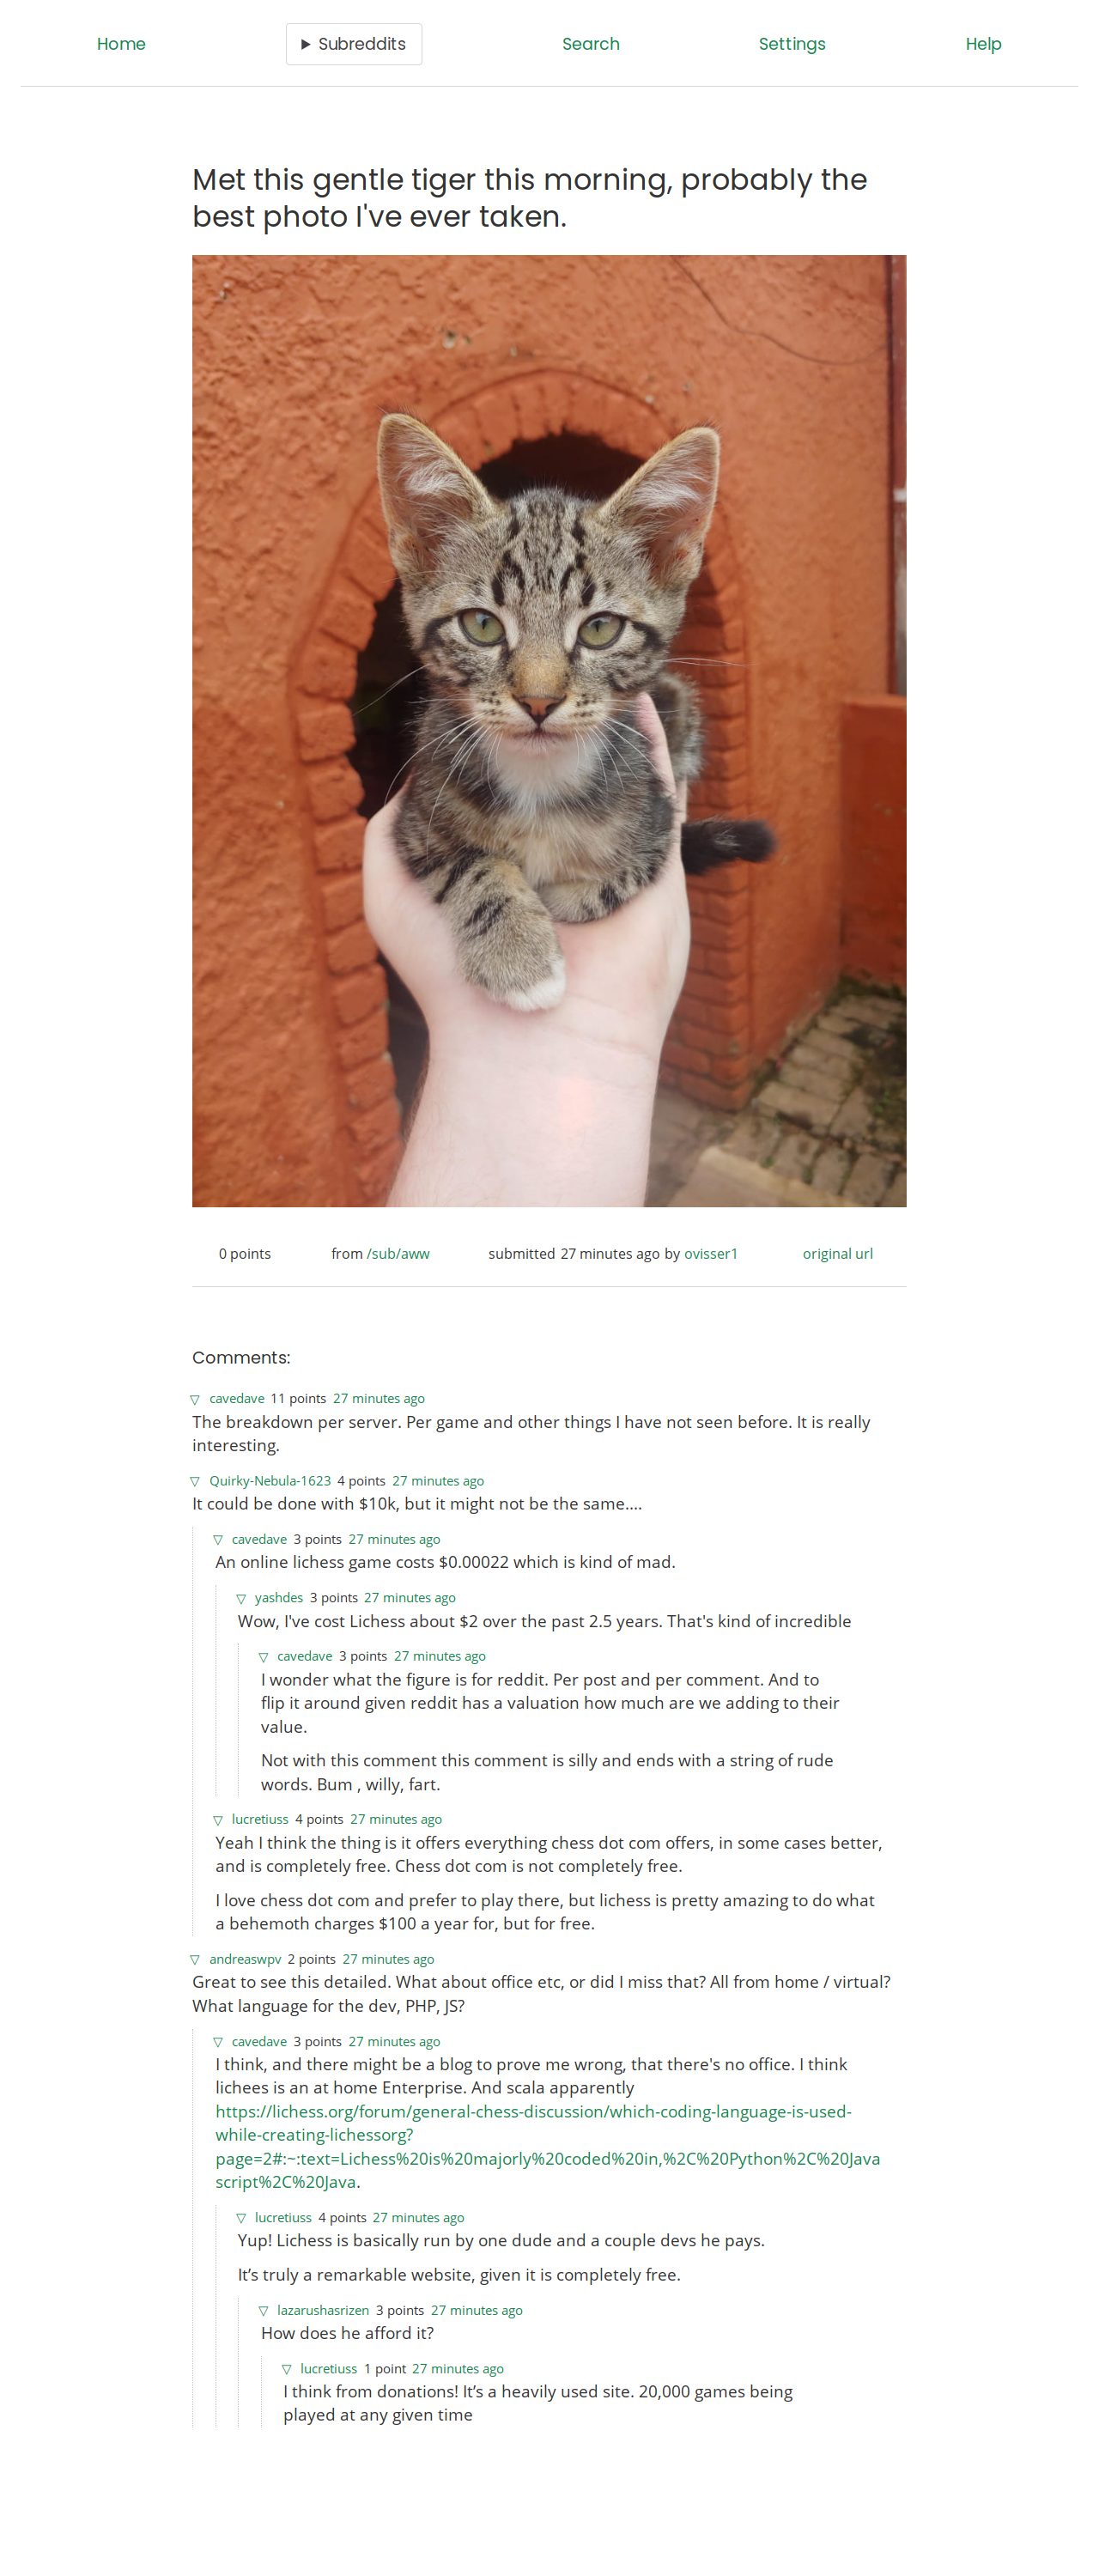 Home
▶ Subreddits
Search
Settings
Help
Met this gentle tiger this morning, probably the
best photo I've ever taken.
0 points
from /sub/aww
submitted 27 minutes ago by ovisser1
original url
Comments:
▽ cavedave 11 points 27 minutes ago
The breakdown per server. Per game and other things I have not seen before. It is really
interesting.
▽ Quirky-Nebula-1623 4 points 27 minutes ago
It could be done with $10k, but it might not be the same....
▽ cavedave 3 points 27 minutes ago
An online lichess game costs $0.00022 which is kind of mad.
▽ yashdes 3 points 27 minutes ago
Wow, I've cost Lichess about $2 over the past 2.5 years. That's kind of incredible
▽ cavedave 3 points 27 minutes ago
I wonder what the figure is for reddit. Per post and per comment. And to
flip it around given reddit has a valuation how much are we adding to their
value.
Not with this comment this comment is silly and ends with a string of rude
words. Bum , willy, fart.
▽ lucretiuss 4 points 27 minutes ago
Yeah I think the thing is it offers everything chess dot com offers, in some cases better,
and is completely free. Chess dot com is not completely free.
I love chess dot com and prefer to play there, but lichess is pretty amazing to do what
a behemoth charges $100 a year for, but for free.
▽ andreaswpv 2 points 27 minutes ago
Great to see this detailed. What about office etc, or did I miss that? All from home / virtual?
What language for the dev, PHP, JS?
▽ cavedave 3 points 27 minutes ago
I think, and there might be a blog to prove me wrong, that there's no office. I think
lichees is an at home Enterprise. And scala apparently
https://lichess.org/forum/general-chess-discussion/which-coding-language-is-used-
while-creating-lichessorg?
page=2#:~:text=Lichess%20is%20majorly%20coded%20in,%2C%20Python%2C%20Java
script%2C%20Java.
▽ lucretiuss 4 points 27 minutes ago
Yup! Lichess is basically run by one dude and a couple devs he pays.
It’s truly a remarkable website, given it is completely free.
▽ lazarushasrizen 3 points 27 minutes ago
How does he afford it?
▽ lucretiuss 1 point 27 minutes ago
I think from donations! It’s a heavily used site. 20,000 games being
played at any given time